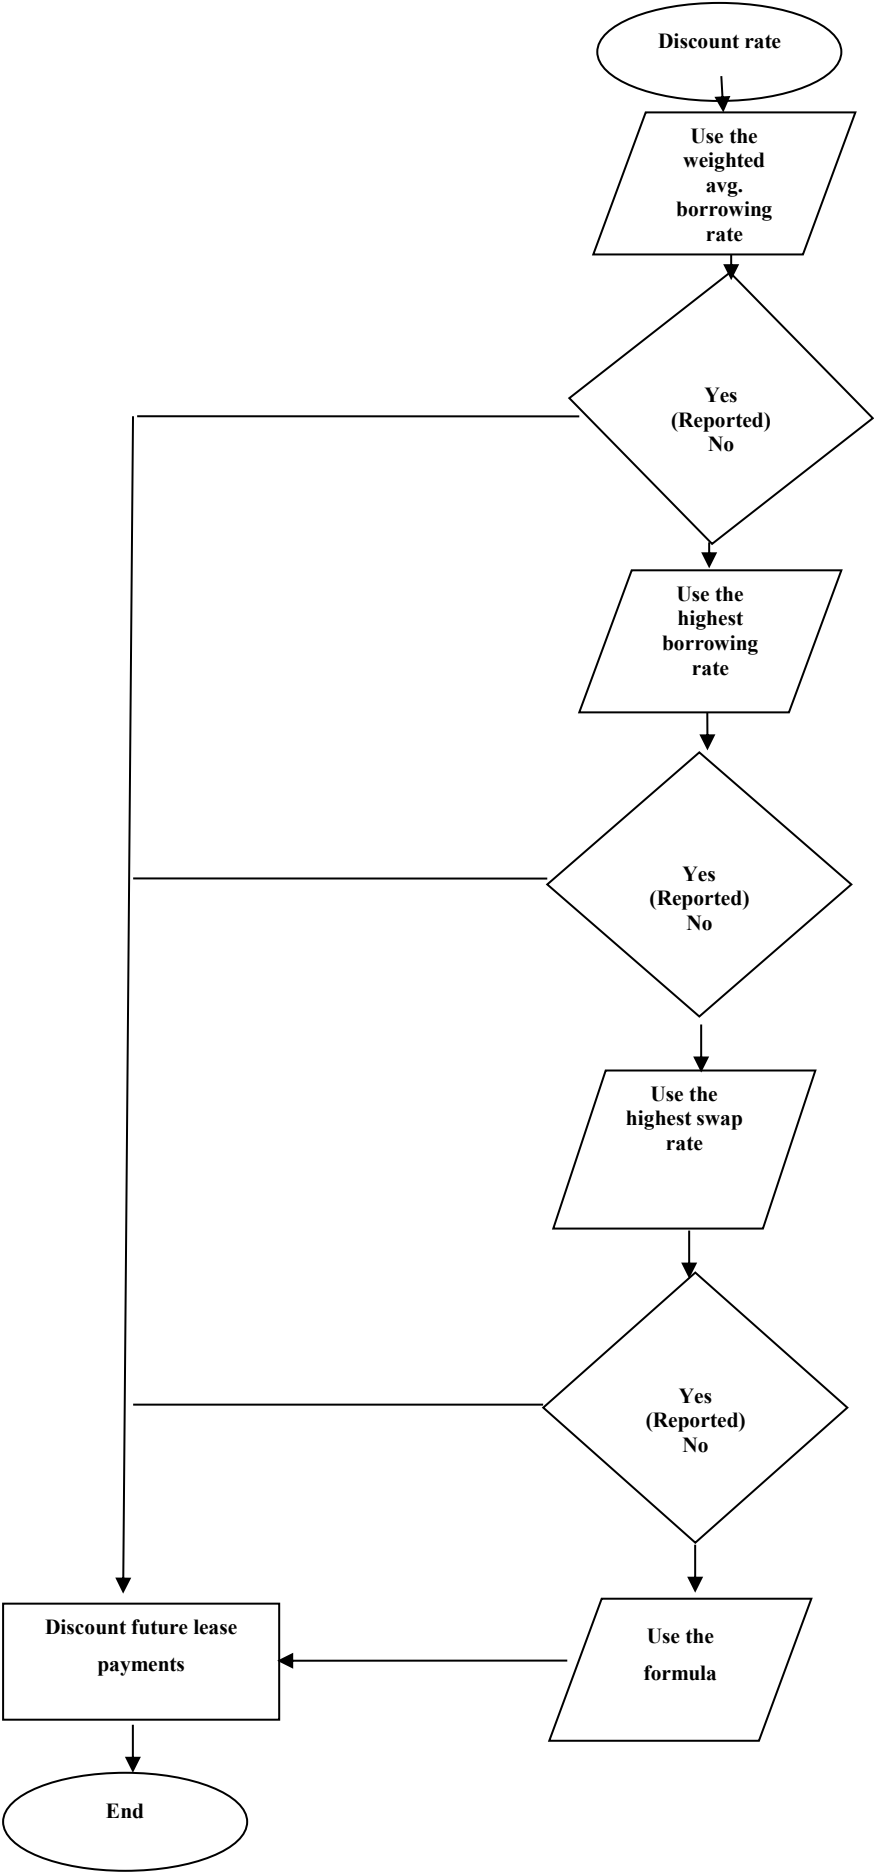 Discount rate
Use the
weighted
avg.
borrowing
rate
Yes
(Reported)
No
Use the
highest
borrowing
rate
Yes
(Reported)
No
Use the
highest swap
rate
Yes
(Reported)
No
Discount future lease
payments
Use the
formula
End